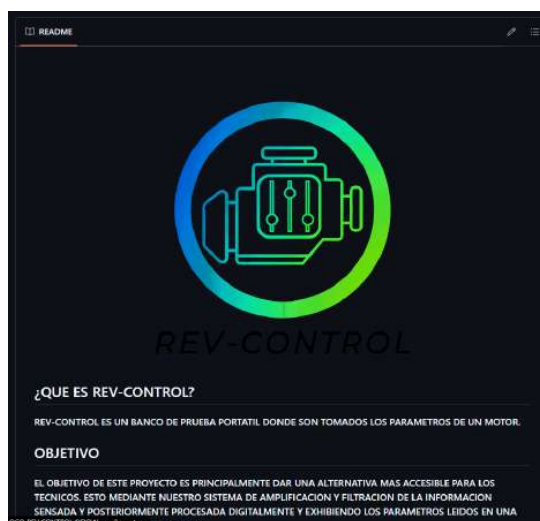 README
REV-CONTROL
¿QUE ES REV-CONTROL?
REV-CONTROL ES UN BANCO DE PRUEBA PORTATIL DONDE SON TOMADOS LOS PARAMETROS DE UN MOTOR.
OBJETIVO
EL OBJETIVO DE ESTE PROYECTO ES PRINCIPALMENTE DAR UNA ALTERNATIVA MAS ACCESIBLE PARA LOS
TECNICOS. ESTO MEDIANTE NUESTRO SISTEMA DE AMPLIFICACION Y FILTRACION DE LA INFORMACION
SENSADA Y POSTERIORMENTE PROCESADA DIGITALMENTE Y EXHIBIENDO LOS PARAMETROS LEIDOS EN UNA